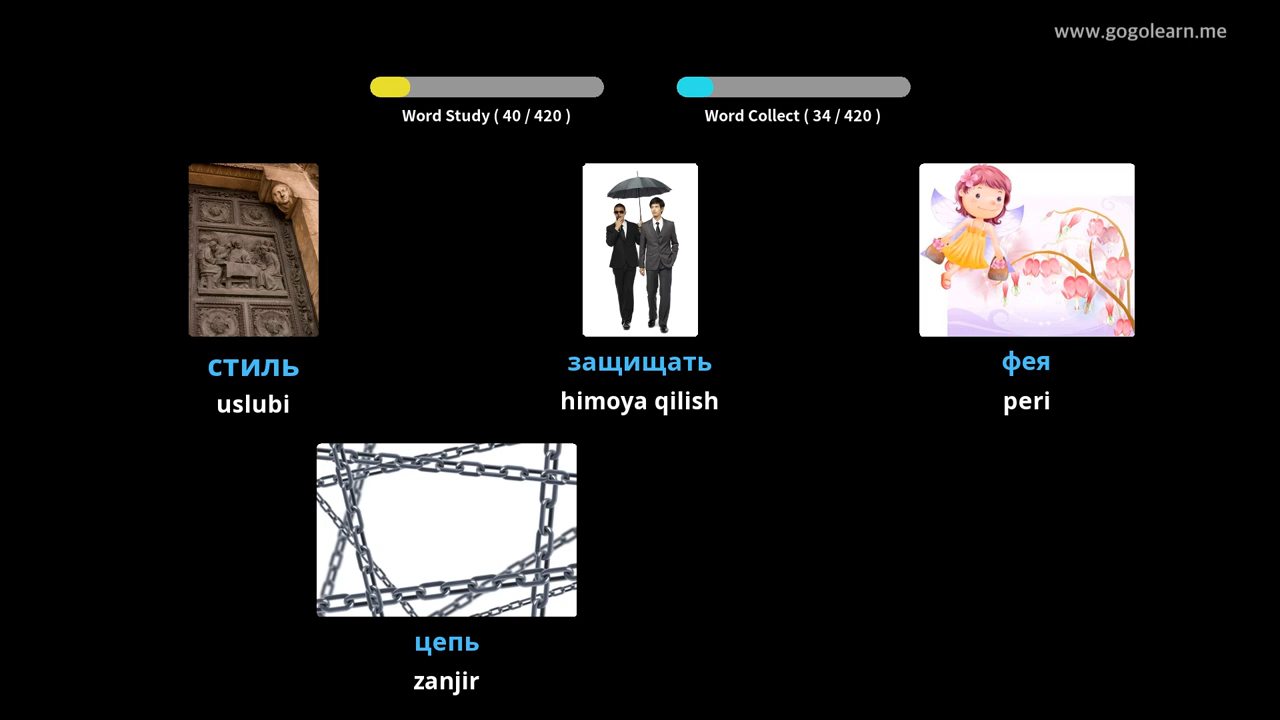 www.gogolearn.me
Word Study ( 40 / 420 )
Word Collect ( 34 / 420 )
стиль
uslubi
защищать
himoya qilish
фея
peri
цепь
zanjir